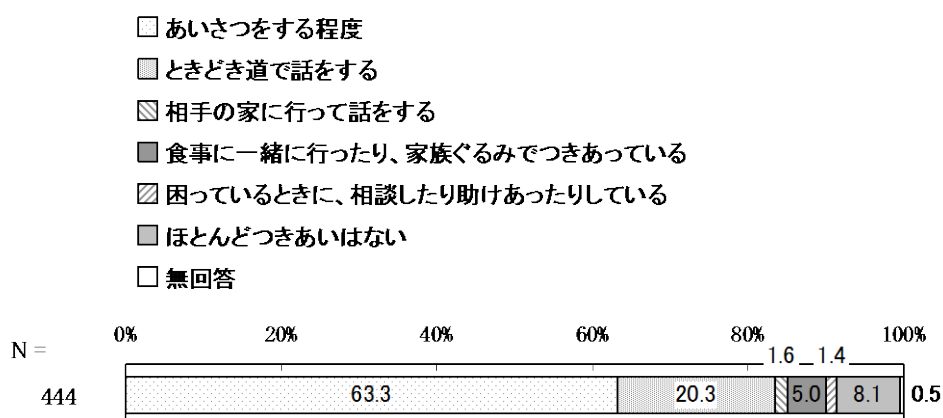 あいさつをする程度
ときどき道で話をする
相手の家に行って話をする
食事に一緒に行ったり、家族ぐるみでつきあっている
困っているときに、相談したり助けあったりしている
ほとんどつきあいはない
無回答
0% 20% 40% 60% 80% 100%
N =
1.6 1.4
444 63.3 20.3 5.0 8.1 0.5